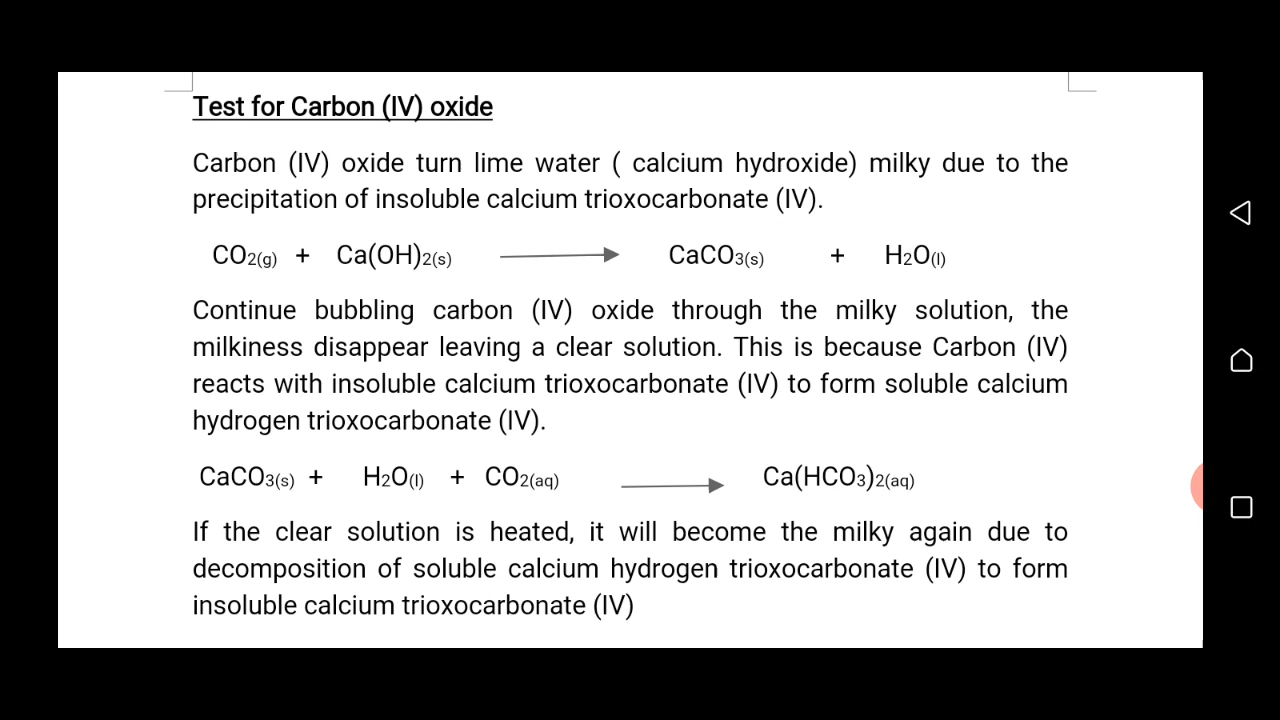 Test for Carbon (IV) oxide
Carbon (IV) oxide turn lime water ( calcium hydroxide) milky due to the
precipitation of insoluble calcium trioxocarbonate (IV).
CO2(g) + Ca(OH)2(s) → CaCO3(s) + H2O(l)
Continue bubbling carbon (IV) oxide through the milky solution, the
milkiness disappear leaving a clear solution. This is because Carbon (IV)
reacts with insoluble calcium trioxocarbonate (IV) to form soluble calcium
hydrogen trioxocarbonate (IV).
CaCO3(s) + H2O(l) + CO2(aq) → Ca(HCO3)2(aq)
If the clear solution is heated, it will become the milky again due to
decomposition of soluble calcium hydrogen trioxocarbonate (IV) to form
insoluble calcium trioxocarbonate (IV)